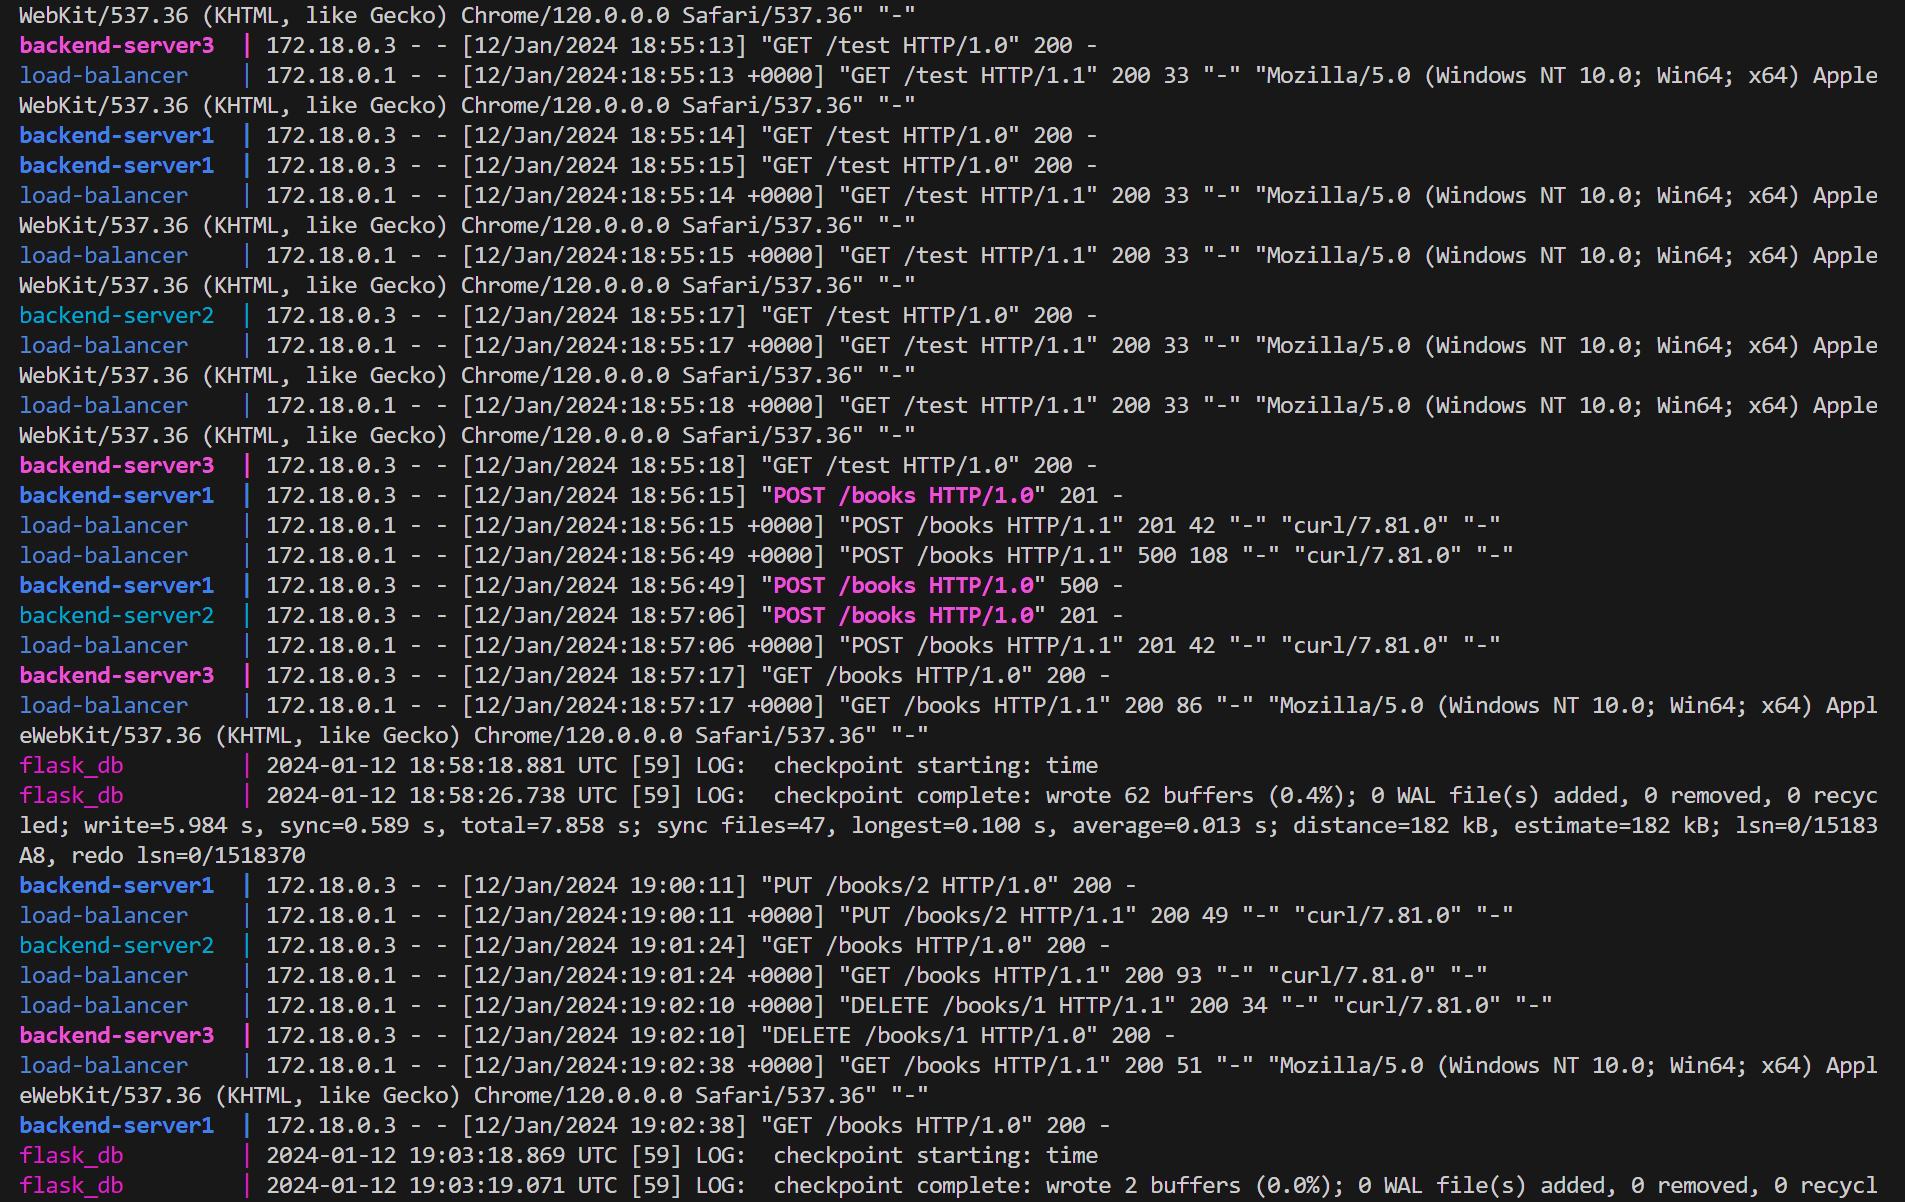 WebKit/537.36 (KHTML, like Gecko) Chrome/120.0.0.0 Safari/537.36" "-"
backend-server3  | 172.18.0.3 - - [12/Jan/2024 18:55:13] "GET /test HTTP/1.0" 200 -
load-balancer    | 172.18.0.1 - - [12/Jan/2024:18:55:13 +0000] "GET /test HTTP/1.1" 200 33 "-" "Mozilla/5.0 (Windows NT 10.0; Win64; x64) Apple
WebKit/537.36 (KHTML, like Gecko) Chrome/120.0.0.0 Safari/537.36" "-"
backend-server1  | 172.18.0.3 - - [12/Jan/2024 18:55:14] "GET /test HTTP/1.0" 200 -
backend-server1  | 172.18.0.3 - - [12/Jan/2024 18:55:15] "GET /test HTTP/1.0" 200 -
load-balancer    | 172.18.0.1 - - [12/Jan/2024:18:55:14 +0000] "GET /test HTTP/1.1" 200 33 "-" "Mozilla/5.0 (Windows NT 10.0; Win64; x64) Apple
WebKit/537.36 (KHTML, like Gecko) Chrome/120.0.0.0 Safari/537.36" "-"
load-balancer    | 172.18.0.1 - - [12/Jan/2024:18:55:15 +0000] "GET /test HTTP/1.1" 200 33 "-" "Mozilla/5.0 (Windows NT 10.0; Win64; x64) Apple
WebKit/537.36 (KHTML, like Gecko) Chrome/120.0.0.0 Safari/537.36" "-"
backend-server2  | 172.18.0.3 - - [12/Jan/2024 18:55:17] "GET /test HTTP/1.0" 200 -
load-balancer    | 172.18.0.1 - - [12/Jan/2024:18:55:17 +0000] "GET /test HTTP/1.1" 200 33 "-" "Mozilla/5.0 (Windows NT 10.0; Win64; x64) Apple
WebKit/537.36 (KHTML, like Gecko) Chrome/120.0.0.0 Safari/537.36" "-"
load-balancer    | 172.18.0.1 - - [12/Jan/2024:18:55:18 +0000] "GET /test HTTP/1.1" 200 33 "-" "Mozilla/5.0 (Windows NT 10.0; Win64; x64) Apple
WebKit/537.36 (KHTML, like Gecko) Chrome/120.0.0.0 Safari/537.36" "-"
backend-server3  | 172.18.0.3 - - [12/Jan/2024 18:55:18] "GET /test HTTP/1.0" 200 -
backend-server1  | 172.18.0.3 - - [12/Jan/2024 18:56:15] "POST /books HTTP/1.0" 201 -
load-balancer    | 172.18.0.1 - - [12/Jan/2024:18:56:15 +0000] "POST /books HTTP/1.1" 201 42 "-" "curl/7.81.0" "-"
load-balancer    | 172.18.0.1 - - [12/Jan/2024:18:56:49 +0000] "POST /books HTTP/1.1" 500 108 "-" "curl/7.81.0" "-"
backend-server1  | 172.18.0.3 - - [12/Jan/2024 18:56:49] "POST /books HTTP/1.0" 500 -
backend-server2  | 172.18.0.3 - - [12/Jan/2024 18:57:06] "POST /books HTTP/1.0" 201 -
load-balancer    | 172.18.0.1 - - [12/Jan/2024:18:57:06 +0000] "POST /books HTTP/1.1" 201 42 "-" "curl/7.81.0" "-"
backend-server3  | 172.18.0.3 - - [12/Jan/2024 18:57:17] "GET /books HTTP/1.0" 200 -
load-balancer    | 172.18.0.1 - - [12/Jan/2024:18:57:17 +0000] "GET /books HTTP/1.1" 200 86 "-" "Mozilla/5.0 (Windows NT 10.0; Win64; x64) Appl
eWebKit/537.36 (KHTML, like Gecko) Chrome/120.0.0.0 Safari/537.36" "-"
flask_db         | 2024-01-12 18:58:18.881 UTC [59] LOG:  checkpoint starting: time
flask_db         | 2024-01-12 18:58:26.738 UTC [59] LOG:  checkpoint complete: wrote 62 buffers (0.4%); 0 WAL file(s) added, 0 removed, 0 recyc
led; write=5.984 s, sync=0.589 s, total=7.858 s; sync files=47, longest=0.100 s, average=0.013 s; distance=182 kB, estimate=182 kB; lsn=0/15183
A8, redo lsn=0/1518370
backend-server1  | 172.18.0.3 - - [12/Jan/2024 19:00:11] "PUT /books/2 HTTP/1.0" 200 -
load-balancer    | 172.18.0.1 - - [12/Jan/2024:19:00:11 +0000] "PUT /books/2 HTTP/1.1" 200 49 "-" "curl/7.81.0" "-"
backend-server2  | 172.18.0.3 - - [12/Jan/2024 19:01:24] "GET /books HTTP/1.0" 200 -
load-balancer    | 172.18.0.1 - - [12/Jan/2024:19:01:24 +0000] "GET /books HTTP/1.1" 200 93 "-" "curl/7.81.0" "-"
load-balancer    | 172.18.0.1 - - [12/Jan/2024:19:02:10 +0000] "DELETE /books/1 HTTP/1.1" 200 34 "-" "curl/7.81.0" "-"
backend-server3  | 172.18.0.3 - - [12/Jan/2024 19:02:10] "DELETE /books/1 HTTP/1.0" 200 -
load-balancer    | 172.18.0.1 - - [12/Jan/2024:19:02:38 +0000] "GET /books HTTP/1.1" 200 51 "-" "Mozilla/5.0 (Windows NT 10.0; Win64; x64) Appl
eWebKit/537.36 (KHTML, like Gecko) Chrome/120.0.0.0 Safari/537.36" "-"
backend-server1  | 172.18.0.3 - - [12/Jan/2024 19:02:38] "GET /books HTTP/1.0" 200 -
flask_db         | 2024-01-12 19:03:18.869 UTC [59] LOG:  checkpoint starting: time
flask_db         | 2024-01-12 19:03:19.071 UTC [59] LOG:  checkpoint complete: wrote 2 buffers (0.0%); 0 WAL file(s) added, 0 removed, 0 recycl